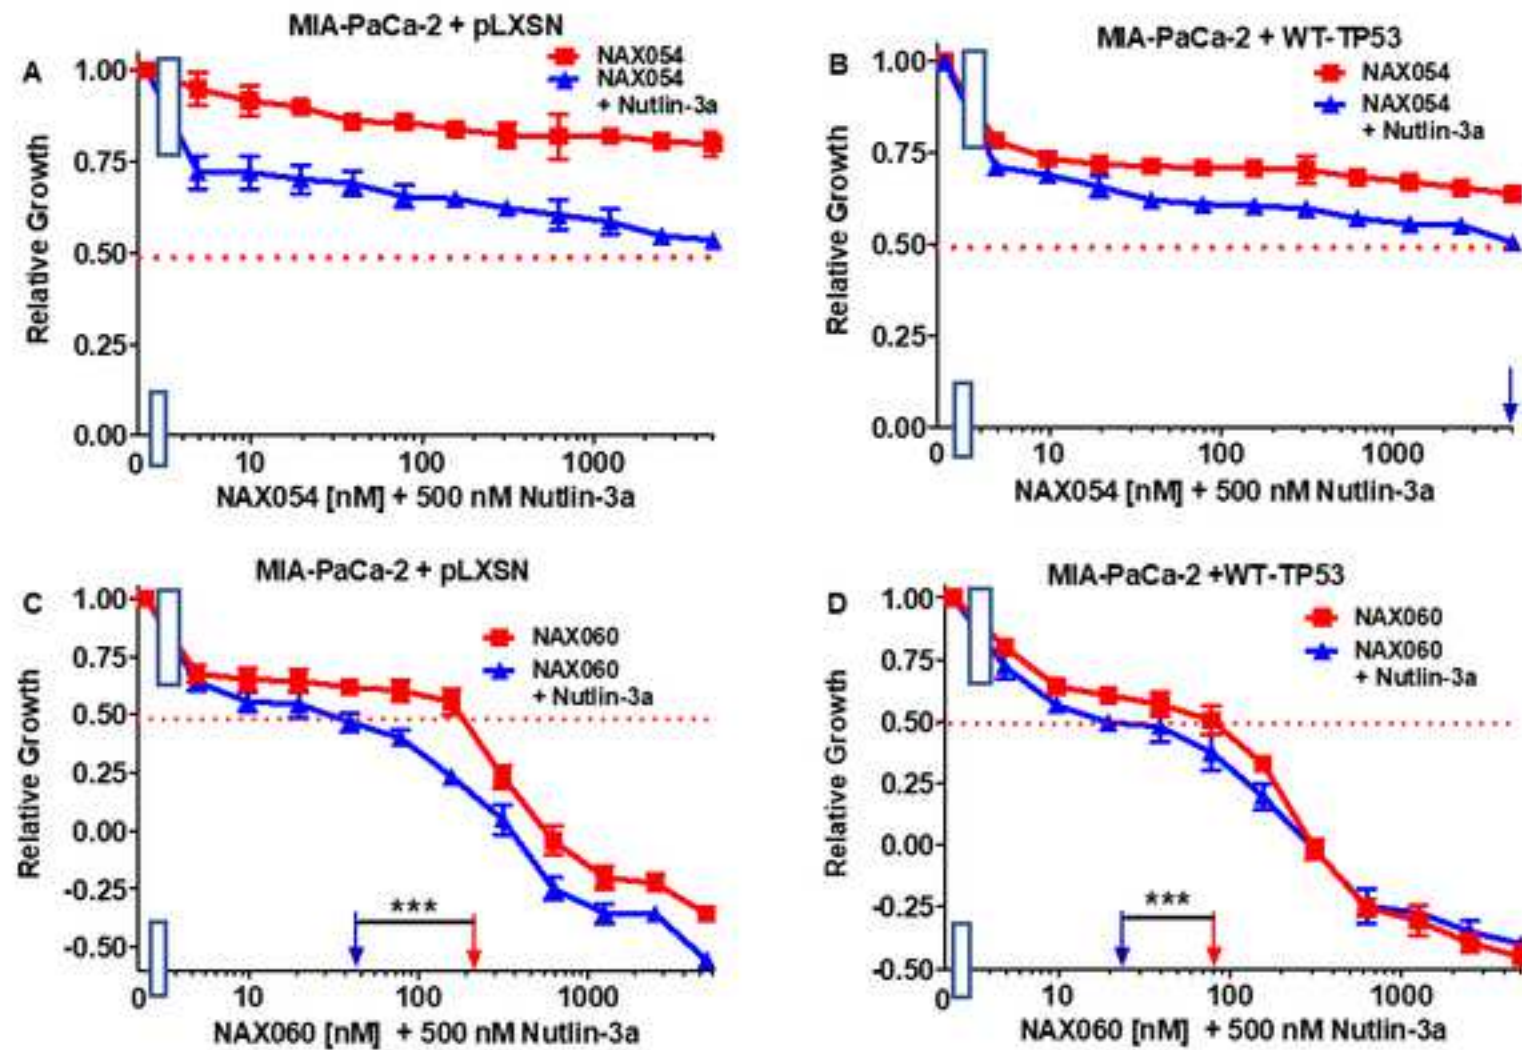 A
MIA-PaCa-2 + pLXSN
NAX054
NAX054
+ Nutlin-3a
Relative Growth
1.00
0.75
0.50
0.25
0.00
0 10 100 1000
NAX054 [nM] + 500 nM Nutlin-3a
B
MIA-PaCa-2 + WT-TP53
NAX054
NAX054
+ Nutlin-3a
Relative Growth
1.00
0.75
0.50
0.25
0.00
0 10 100 1000
NAX054 [nM] + 500 nM Nutlin-3a
C
MIA-PaCa-2 + pLXSN
NAX060
NAX060
+ Nutlin-3a
Relative Growth
1.00
0.75
0.50
0.25
0.00
-0.25
-0.50
***
0 10 100 1000
NAX060 [nM] + 500 nM Nutlin-3a
D
MIA-PaCa-2 +WT-TP53
NAX060
NAX060
+ Nutlin-3a
Relative Growth
1.00
0.75
0.50
0.25
0.00
-0.25
-0.50
***
0 10 100 1000
NAX060 [nM] + 500 nM Nutlin-3a